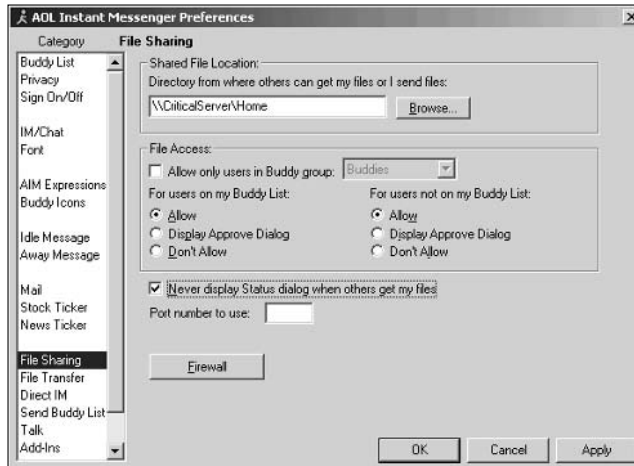 AOL Instant Messenger Preferences
X
Category
File Sharing
Buddy List
Privacy
Sign On/Off
IM/Chat
Font
AIM Expressions
Buddy Icons
Idle Message
Away Message
Mail
Stock Ticker
News Ticker
File Sharing
File Transfer
Direct IM
Send Buddy List
Talk
Add-Ins
Shared File Location:
Directory from where others can get my files or I send files:
\\CriticalServer\Home
Browse...
File Access:
Allow only users in Buddy group:
Buddies
For users on my Buddy List:
Allow
Display Approve Dialog
Don't Allow
For users not on my Buddy List:
Allow
Display Approve Dialog
Don't Allow
Never display Status dialog when others get my files
Port number to use:
Firewall
OK
Cancel
Apply